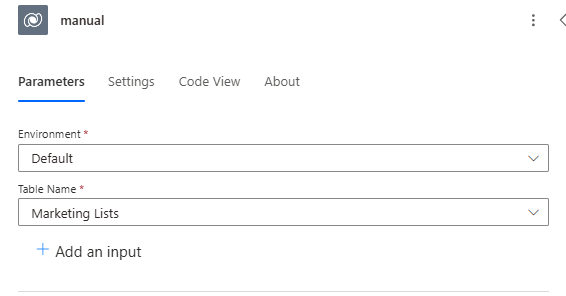 manual
Parameters Settings Code View About
Environment *
Default
Table Name *
Marketing Lists
+ Add an input